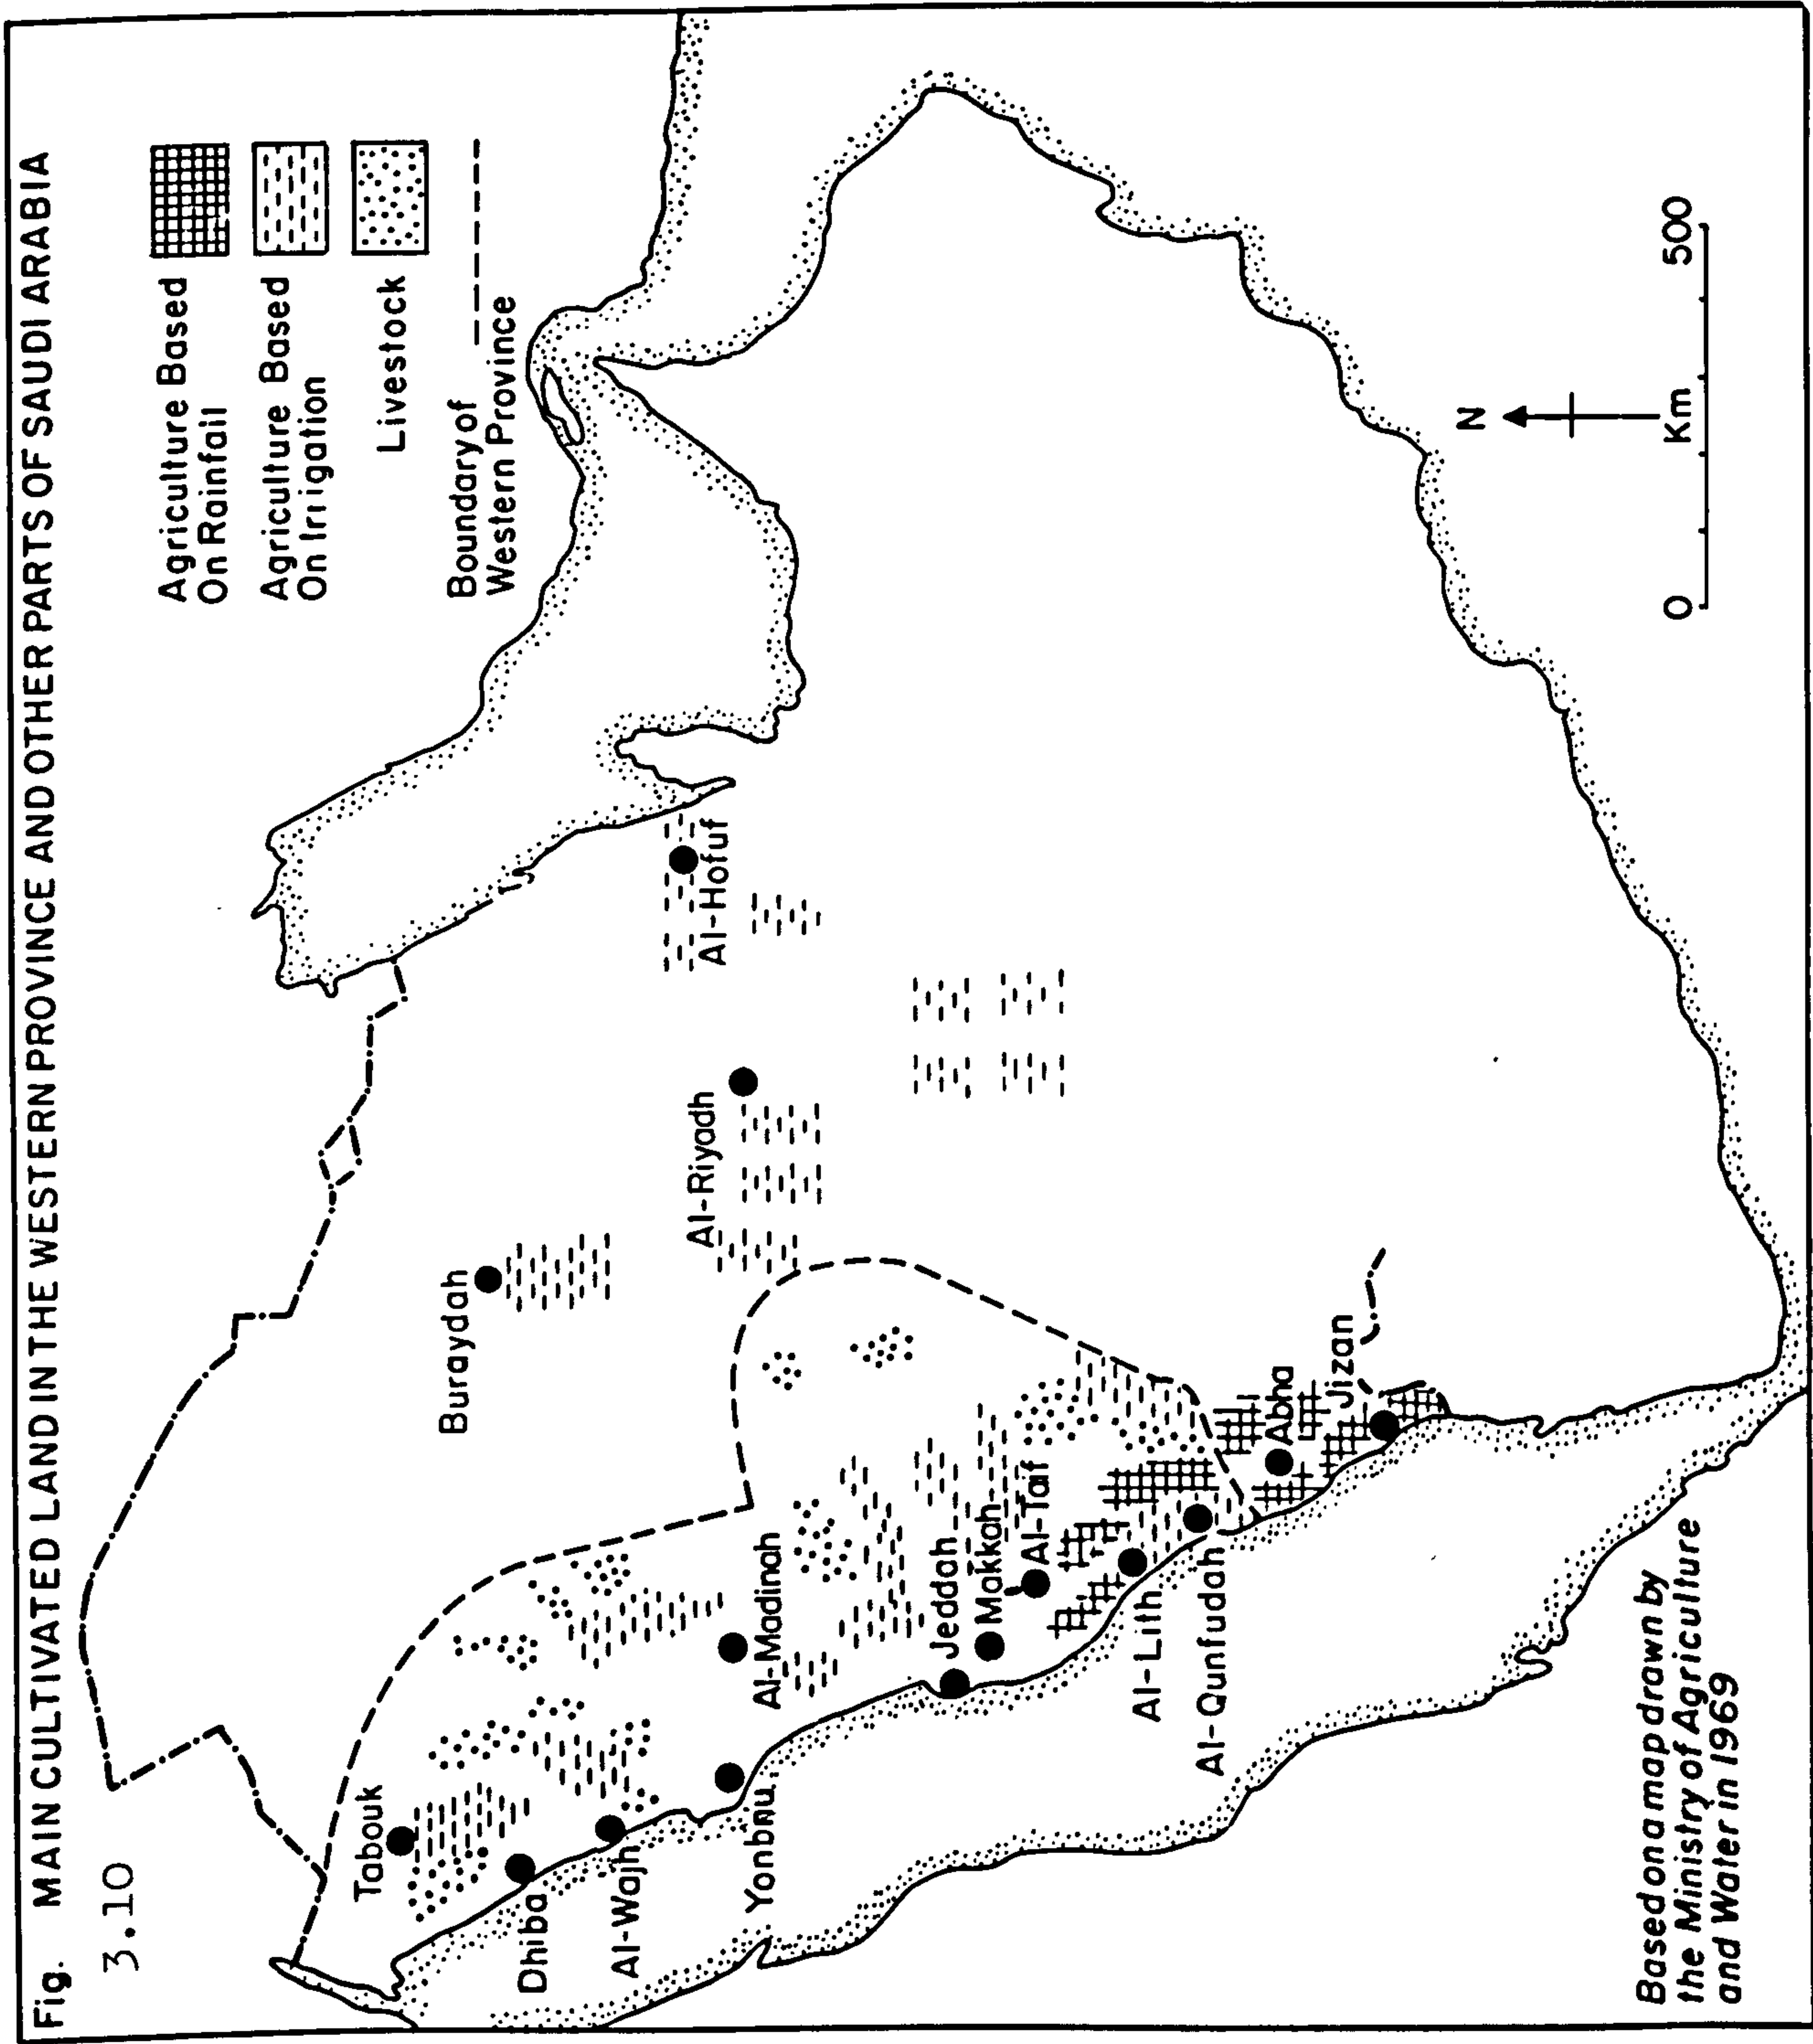 Fig. MAIN CULTIVATED LAND IN THE WESTERN PROVINCE AND OTHER PARTS OF SAUDI ARABIA
3.10
Agriculture Based
On Rainfall
Agriculture Based
On Irrigation
Livestock
Boundary of
Western Province
Tabouk
Dhiba
Al-Wajh
Yonbnu
Buraydah
Al-Madinah
Al-Riyadh
Al-Hofuf
Jeddah
Makkah
Al-Taif
Al-Lith
Al-Qunfudah
Abha
Jizan
N
0 Km 500
Based on a map drawn by
the Ministry of Agriculture
and Water in 1969